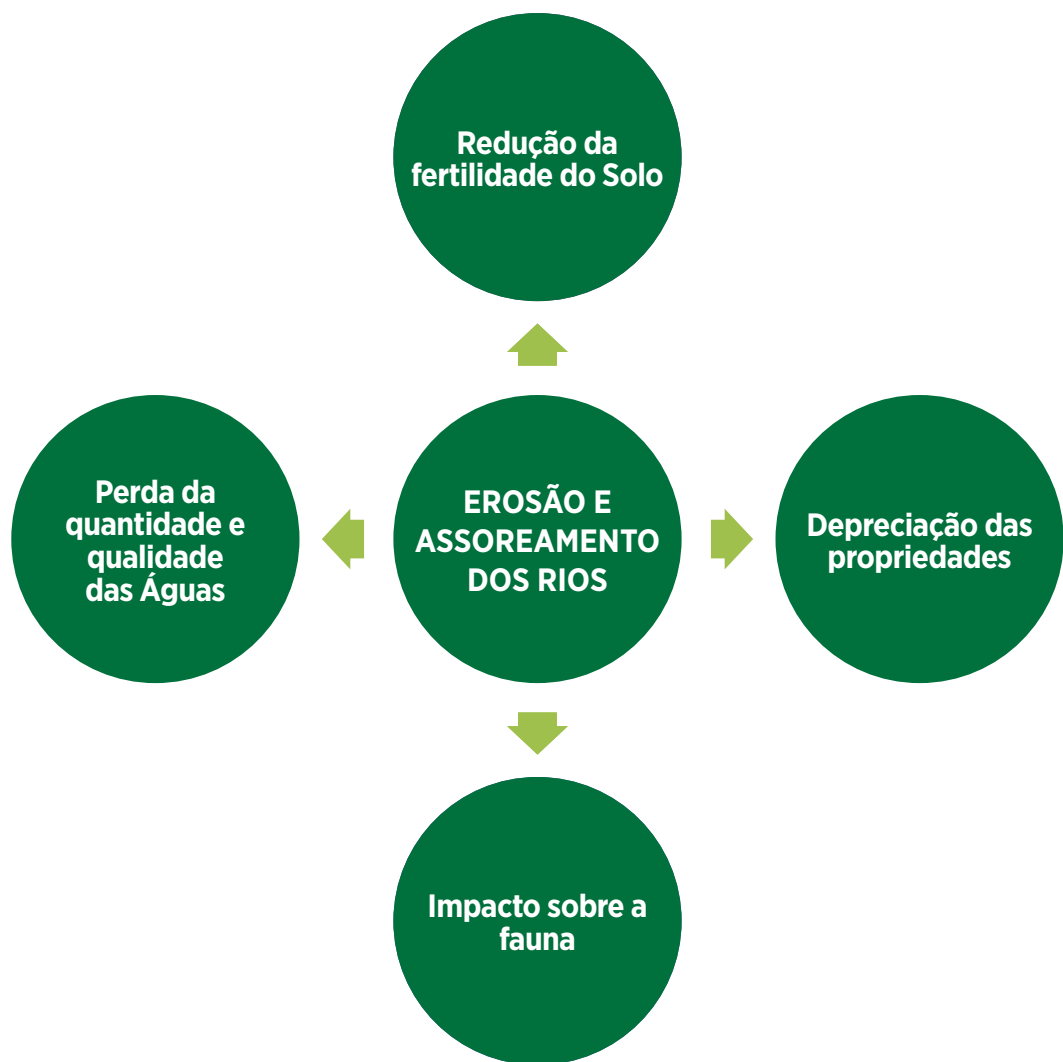 Redução da
fertilidade do Solo
Perda da
quantidade e
qualidade
das Águas
EROSÃO E
ASSOREAMENTO
DOS RIOS
Depreciação das
propriedades
Impacto sobre a
fauna